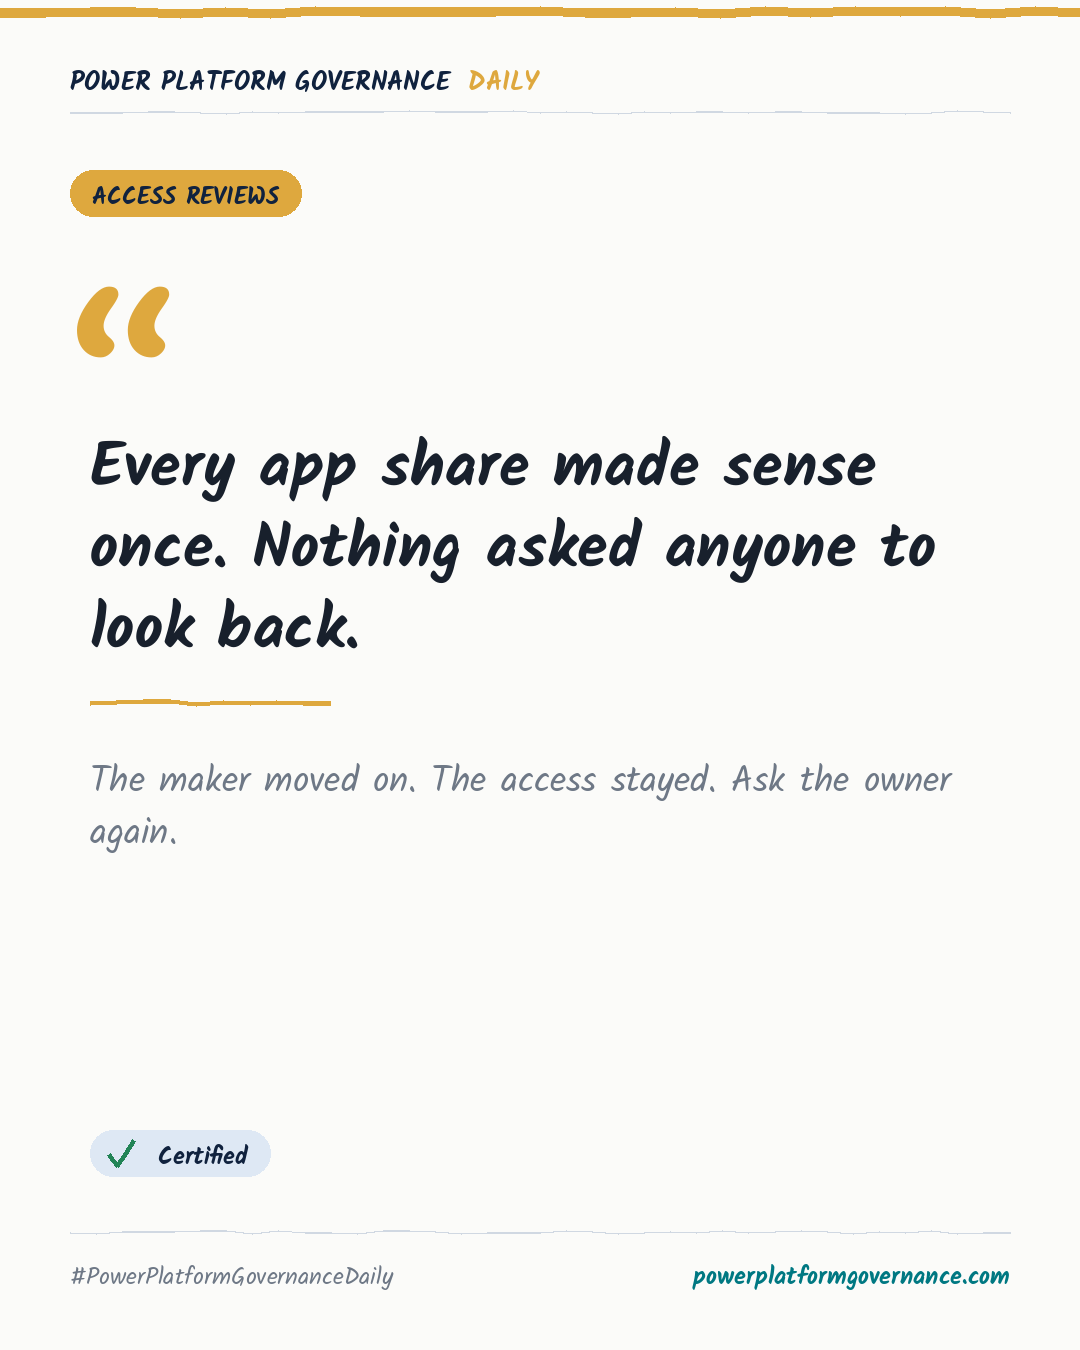 POWER PLATFORM GOVERNANCE DAILY
ACCESS REVIEWS
“
Every app share made sense
once. Nothing asked anyone to
look back.
The maker moved on. The access stayed. Ask the owner
again.
✓ Certified
#PowerPlatformGovernanceDaily
powerplatformgovernance.com